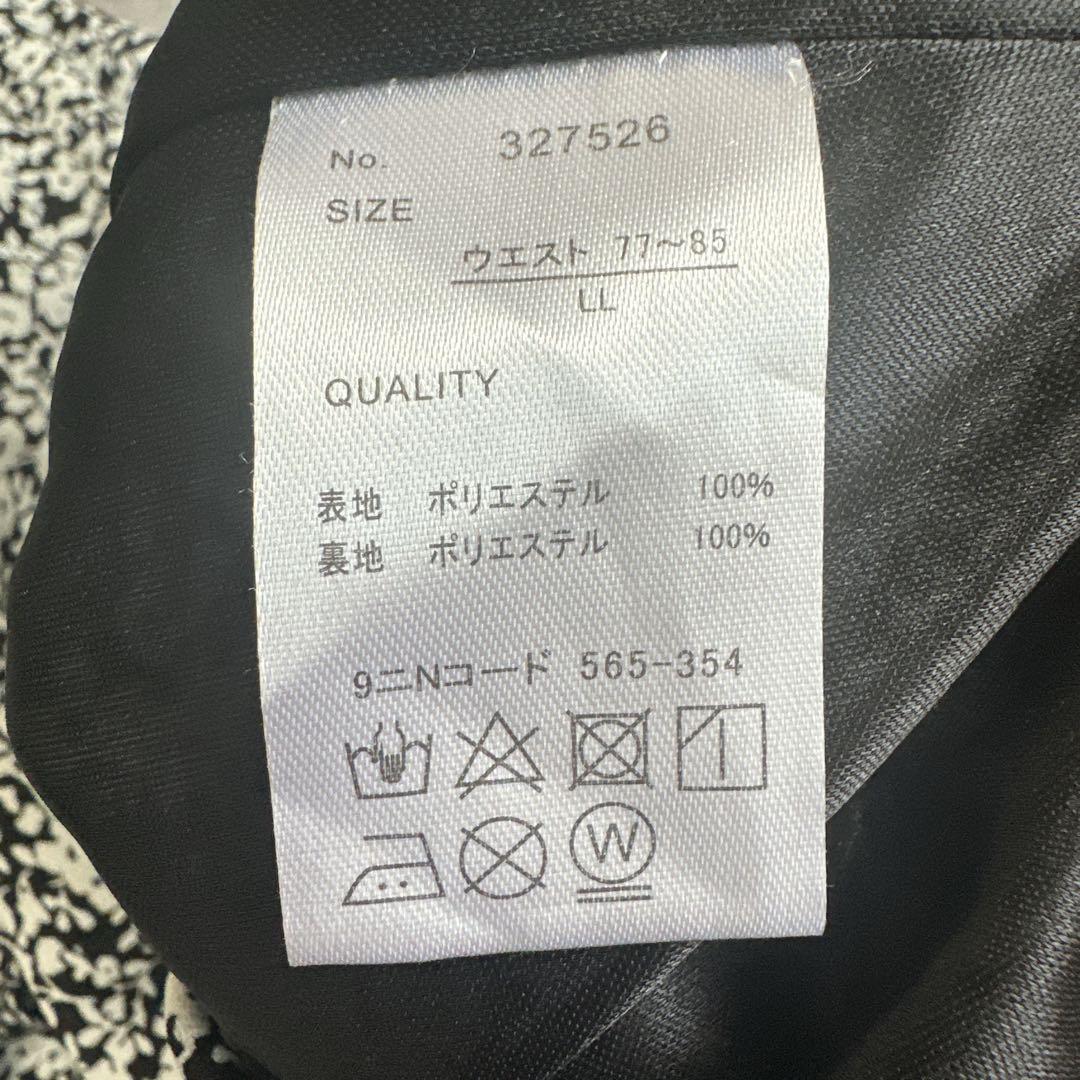 No. 327526
SIZE
ウエスト 77～85
LL
QUALITY
表地 ポリエステル 100%
裏地 ポリエステル 100%
9ニNコード 565-354
W